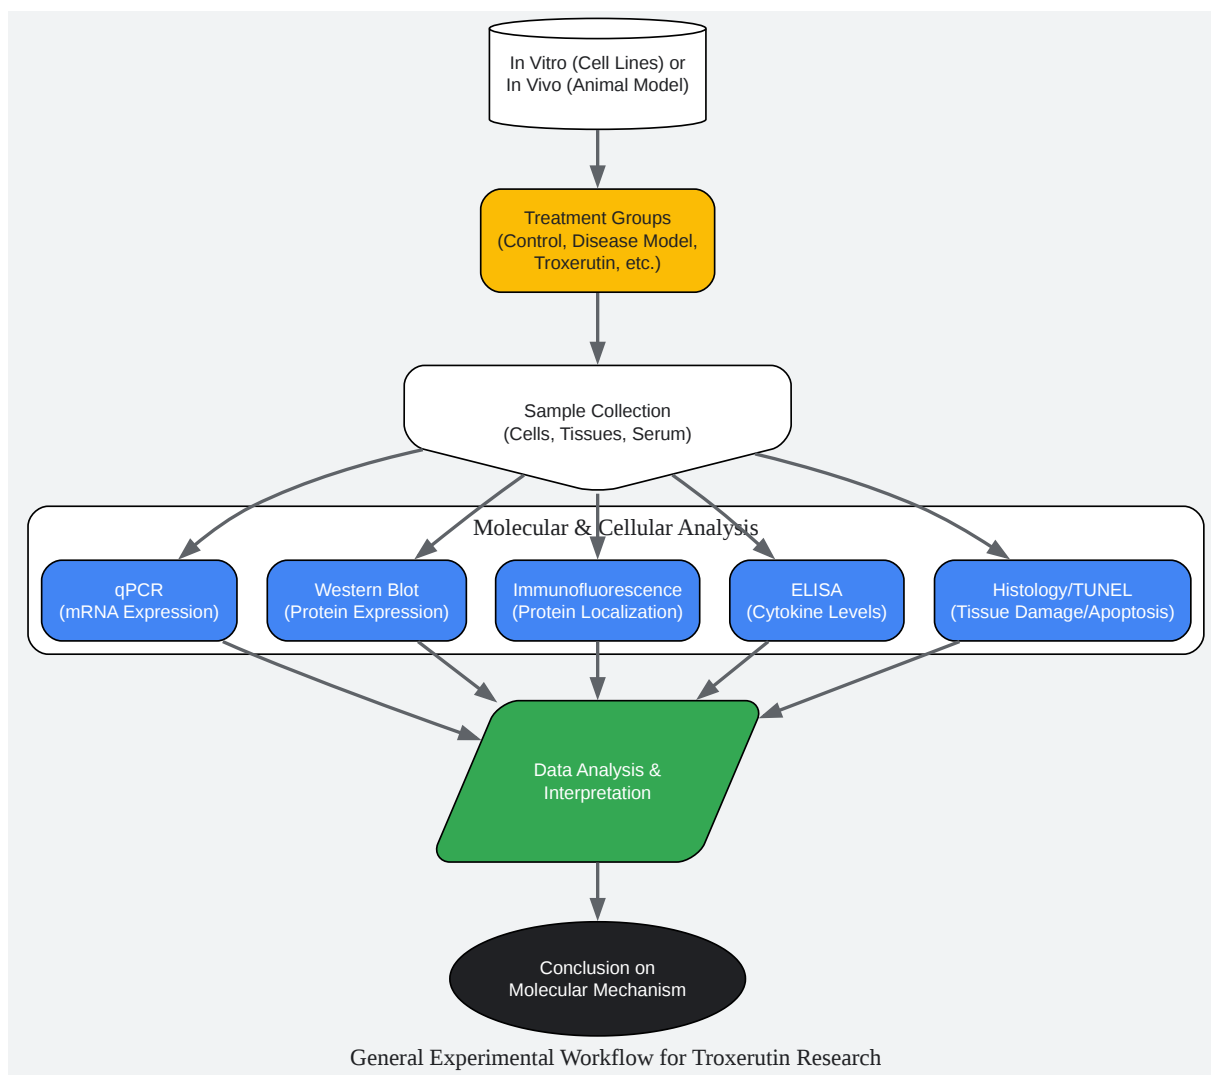 In Vitro (Cell Lines) or
In Vivo (Animal Model)
Treatment Groups
(Control, Disease Model,
Troxerutin, etc.)
Sample Collection
(Cells, Tissues, Serum)
Molecular & Cellular Analysis
qPCR
(mRNA Expression)
Western Blot
(Protein Expression)
Immunofluorescence
(Protein Localization)
ELISA
(Cytokine Levels)
Histology/TUNEL
(Tissue Damage/Apoptosis)
Data Analysis &
Interpretation
Conclusion on
Molecular Mechanism
General Experimental Workflow for Troxerutin Research